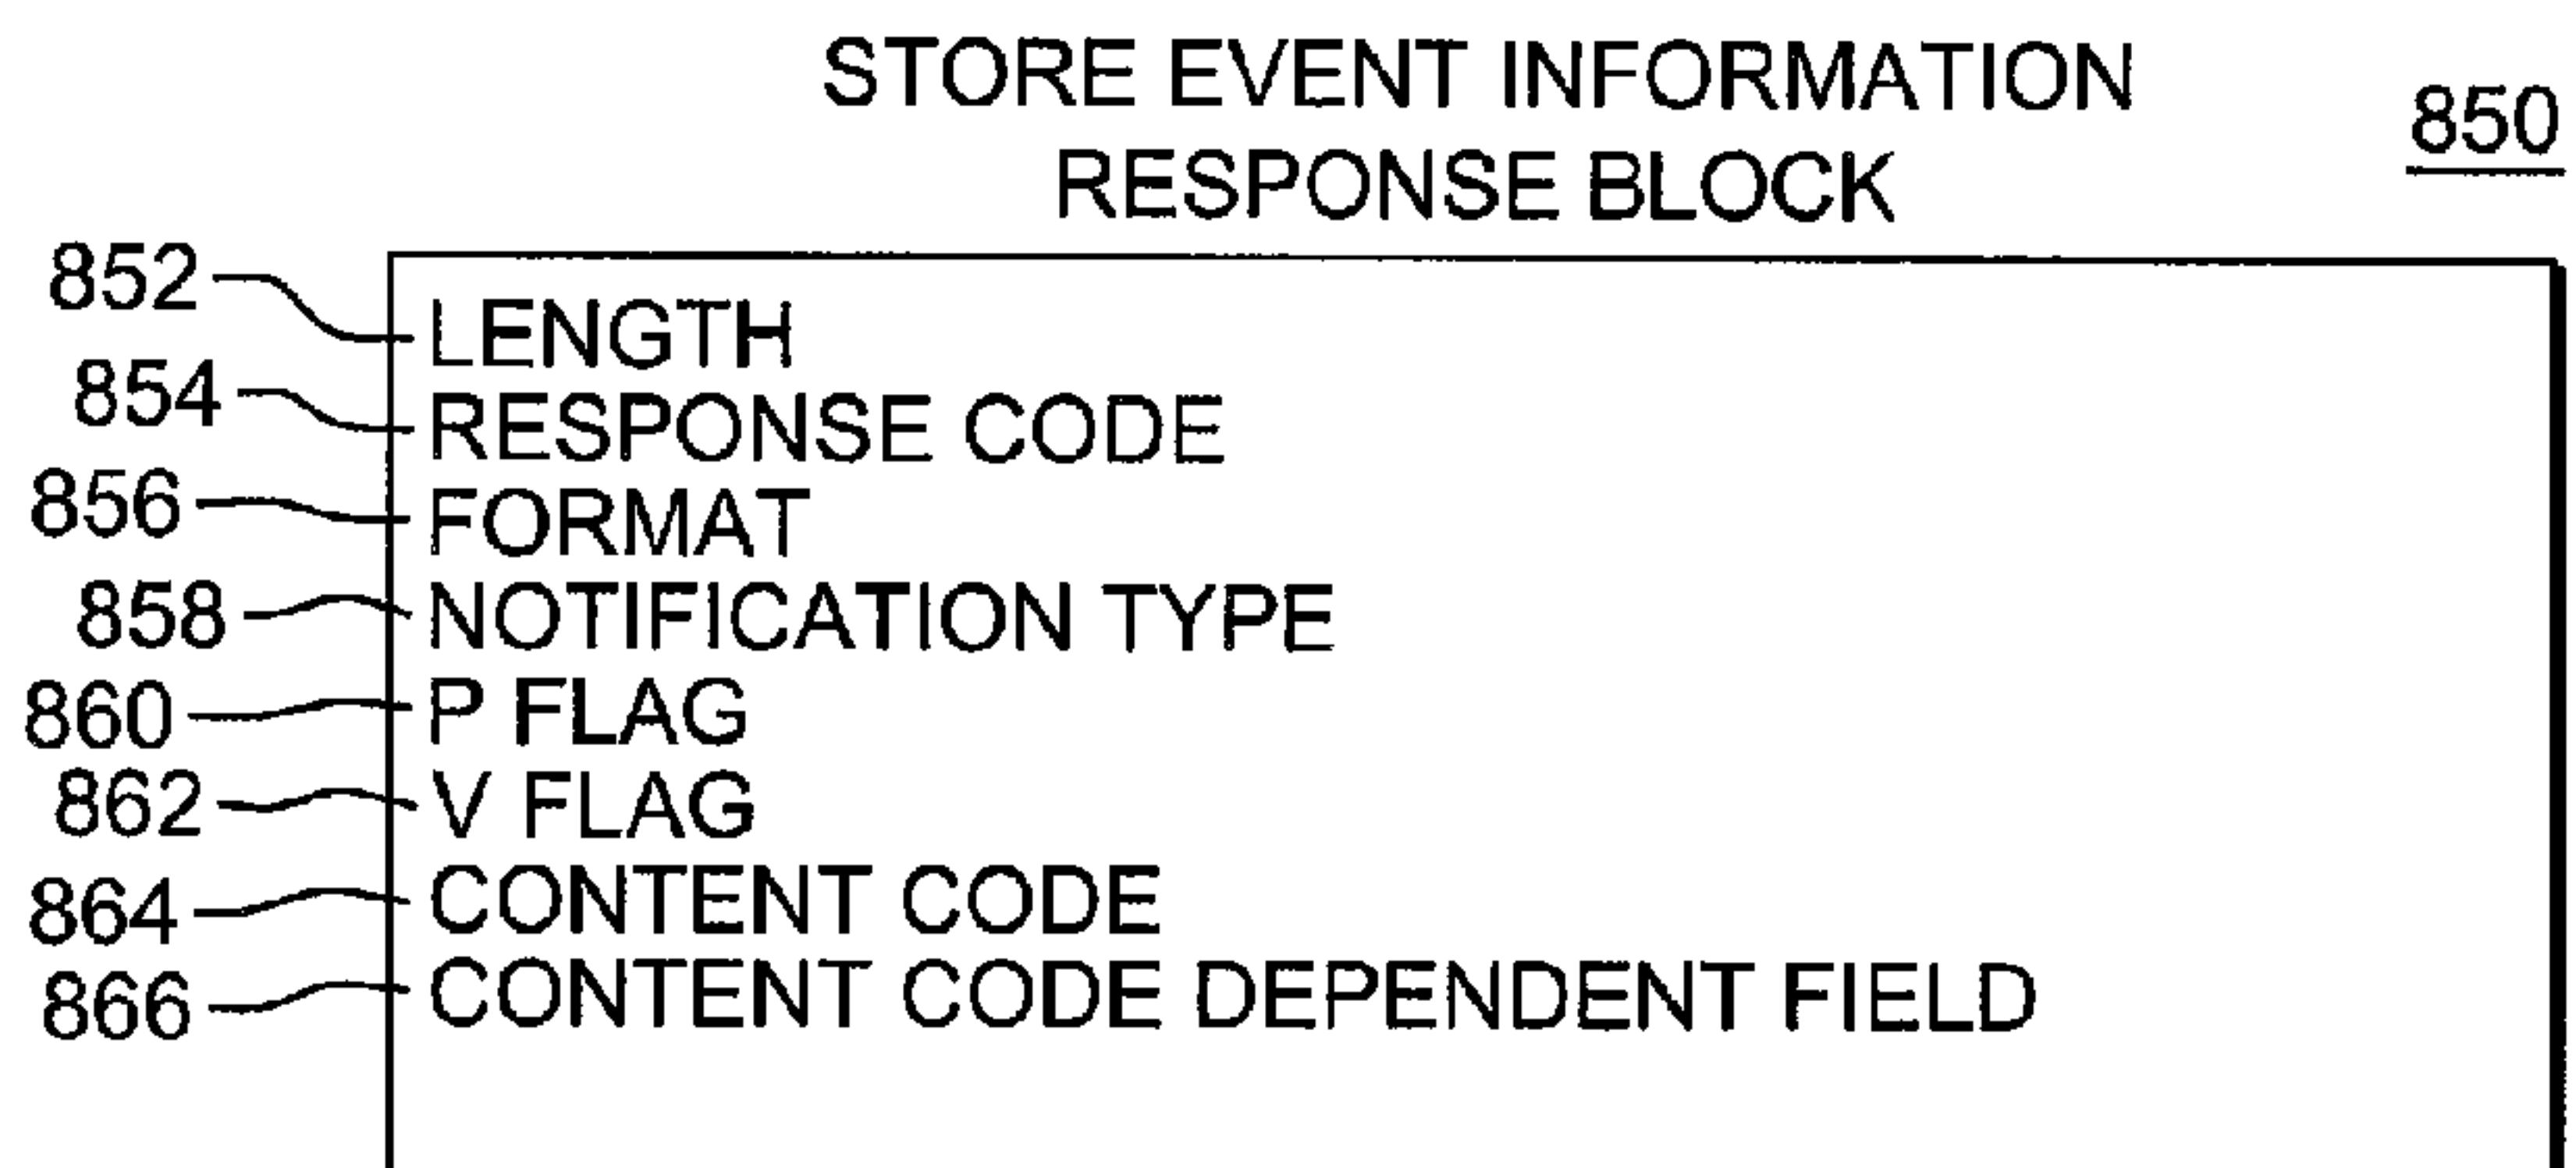 STORE EVENT INFORMATION
RESPONSE BLOCK
850
852 LENGTH
854 RESPONSE CODE
856 FORMAT
858 NOTIFICATION TYPE
860 P FLAG
862 V FLAG
864 CONTENT CODE
866 CONTENT CODE DEPENDENT FIELD